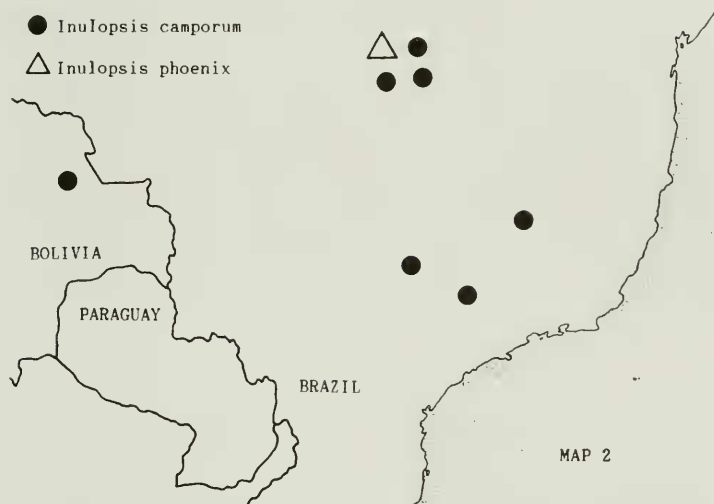 Inulopsis camporum
Inulopsis phoenix
BOLIVIA
PARAGUAY
BRAZIL
MAP 2